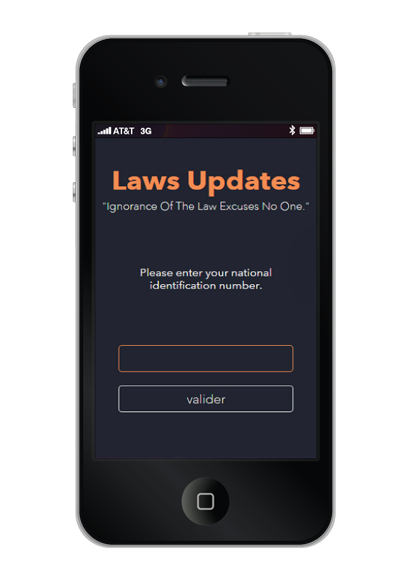 AT&T 3G
Laws Updates
"Ignorance Of The Law Excuses No One."
Please enter your national
identification number.
valider